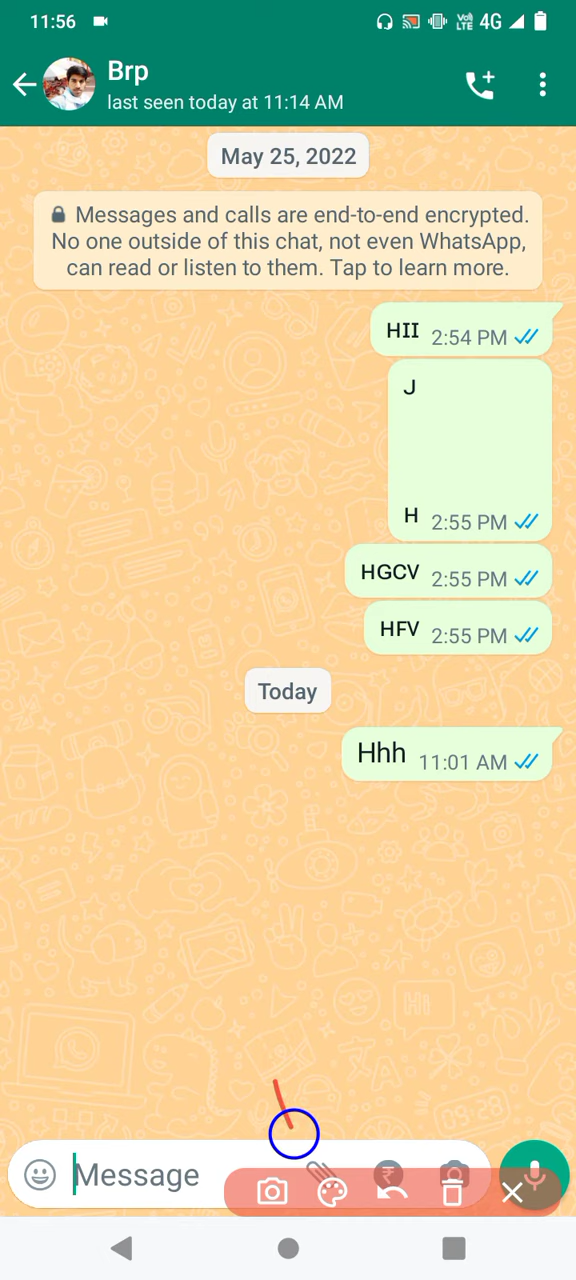 11:56 Vol LTE 4G
Brp
last seen today at 11:14 AM
May 25, 2022
Messages and calls are end-to-end encrypted.
No one outside of this chat, not even WhatsApp,
can read or listen to them. Tap to learn more.
HII 2:54 PM
J
H 2:55 PM
HGCV 2:55 PM
HFV 2:55 PM
Today
Hhh 11:01 AM
Message